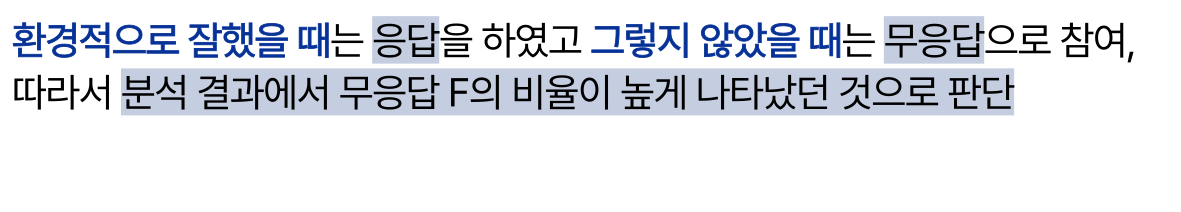 환경적으로 잘했을 때는 응답을 하였고 그렇지 않았을 때는 무응답으로 참여,
따라서 분석 결과에서 무응답 F의 비율이 높게 나타났던 것으로 판단